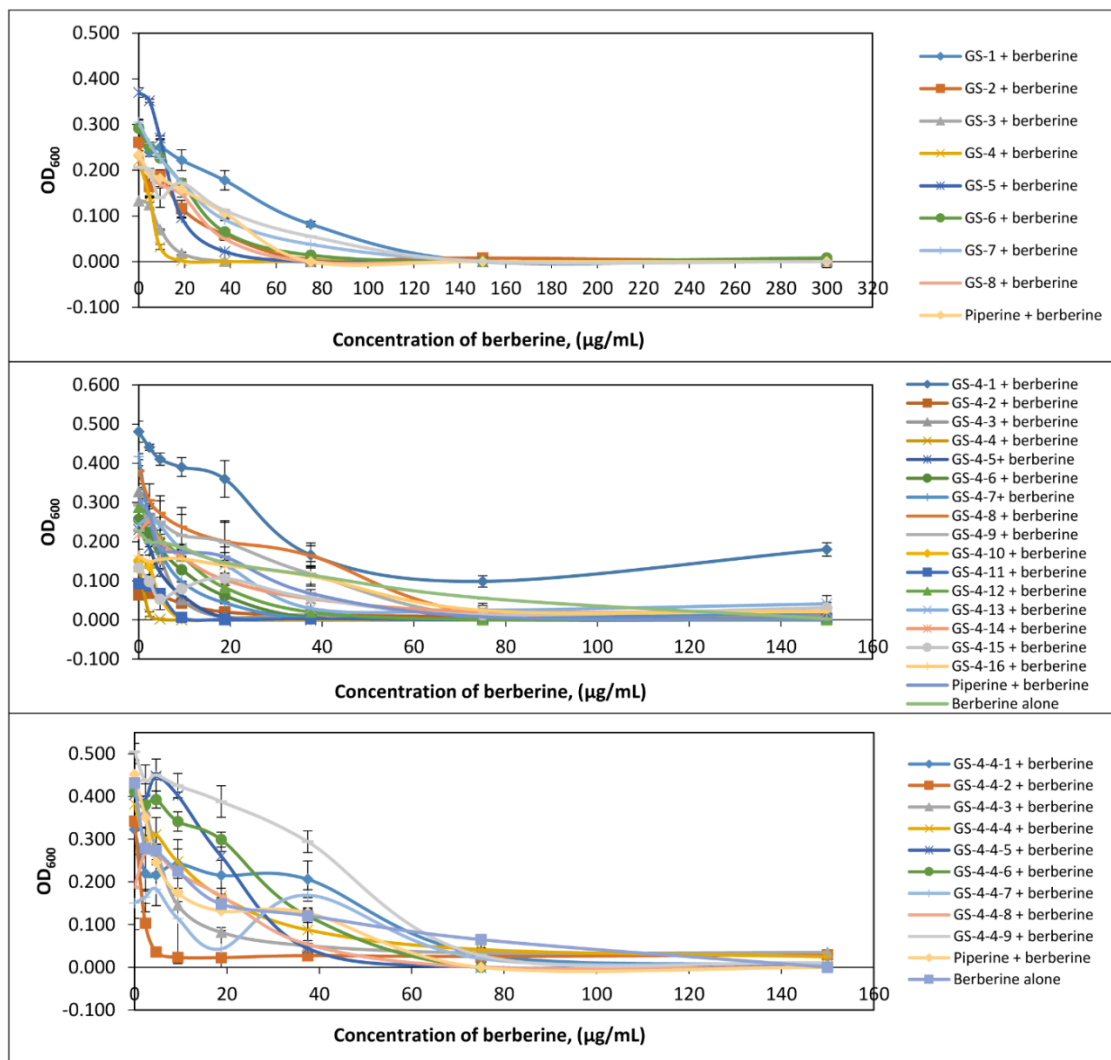 0.500
0.400
0.300
0.200
0.100
0.000
-0.100
OD600
0 20 40 60 80 100 120 140 160 180 200 220 240 260 280 300 320
Concentration of berberine, (µg/mL)
GS-1 + berberine
GS-2 + berberine
GS-3 + berberine
GS-4 + berberine
GS-5 + berberine
GS-6 + berberine
GS-7 + berberine
GS-8 + berberine
Piperine + berberine
0.600
0.500
0.400
0.300
0.200
0.100
0.000
-0.100
OD600
0 20 40 60 80 100 120 140 160
Concentration of berberine, (µg/mL)
GS-4-1 + berberine
GS-4-2 + berberine
GS-4-3 + berberine
GS-4-4 + berberine
GS-4-5+ berberine
GS-4-6 + berberine
GS-4-7+ berberine
GS-4-8 + berberine
GS-4-9 + berberine
GS-4-10 + berberine
GS-4-11 + berberine
GS-4-12 + berberine
GS-4-13 + berberine
GS-4-14 + berberine
GS-4-15 + berberine
GS-4-16 + berberine
Piperine + berberine
Berberine alone
0.500
0.400
0.300
0.200
0.100
0.000
-0.100
OD600
0 20 40 60 80 100 120 140 160
Concentration of berberine, (µg/mL)
GS-4-4-1 + berberine
GS-4-4-2 + berberine
GS-4-4-3 + berberine
GS-4-4-4 + berberine
GS-4-4-5 + berberine
GS-4-4-6 + berberine
GS-4-4-7 + berberine
GS-4-4-8 + berberine
GS-4-4-9 + berberine
Piperine + berberine
Berberine alone